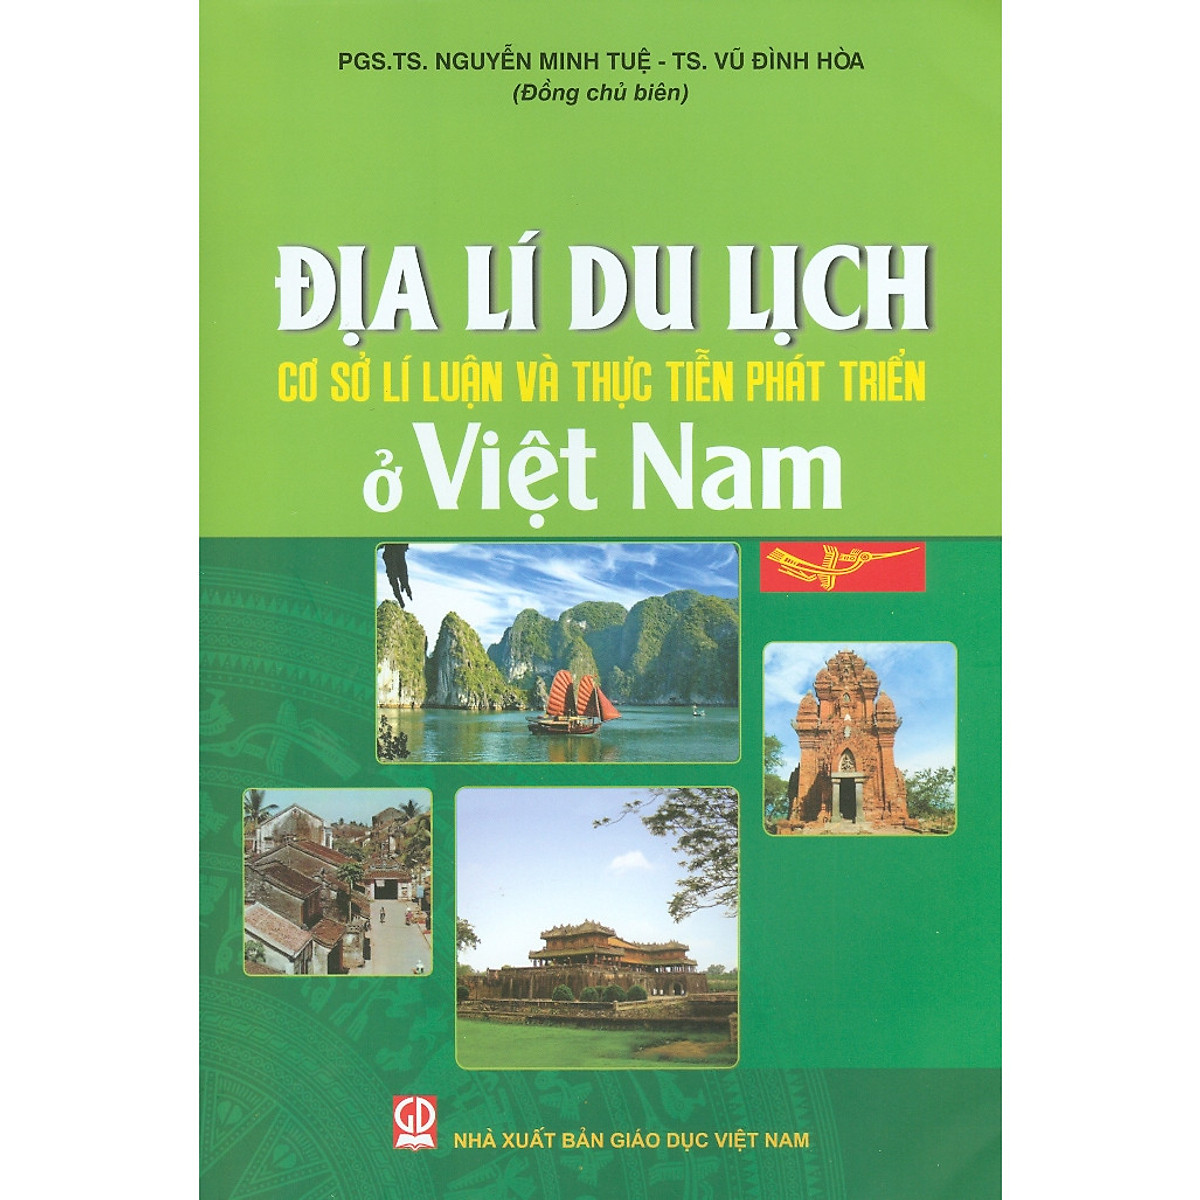 PGS.TS. NGUYỄN MINH TUỆ - TS. VŨ ĐÌNH HÒA
(Đồng chủ biên)
ĐỊA LÍ DU LỊCH
CƠ SỞ LÍ LUẬN VÀ THỰC TIỄN PHÁT TRIỂN
ở Việt Nam
GD
NHÀ XUẤT BẢN GIÁO DỤC VIỆT NAM